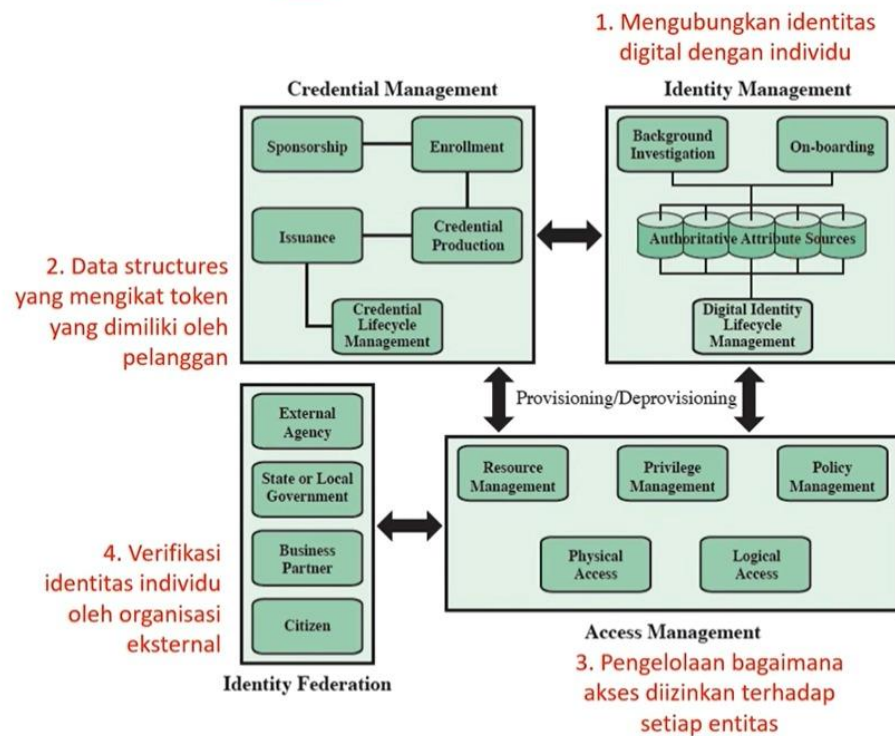 1. Mengubungkan identitas
digital dengan individu
Credential Management
Identity Management
Sponsorship
Enrollment
Issuance
Credential
Production
Credential
Lifecycle
Management
Background
Investigation
On-boarding
Authoritative Attribute Sources
Digital Identity
Lifecycle
Management
2. Data structures
yang mengikat token
yang dimiliki oleh
pelanggan
Provisioning/Deprovisioning
External
Agency
State or Local
Government
Business
Partner
Citizen
Identity Federation
4. Verifikasi
identitas individu
oleh organisasi
eksternal
Resource
Management
Privilege
Management
Policy
Management
Physical
Access
Logical
Access
Access Management
3. Pengelolaan bagaimana
akses diizinkan terhadap
setiap entitas